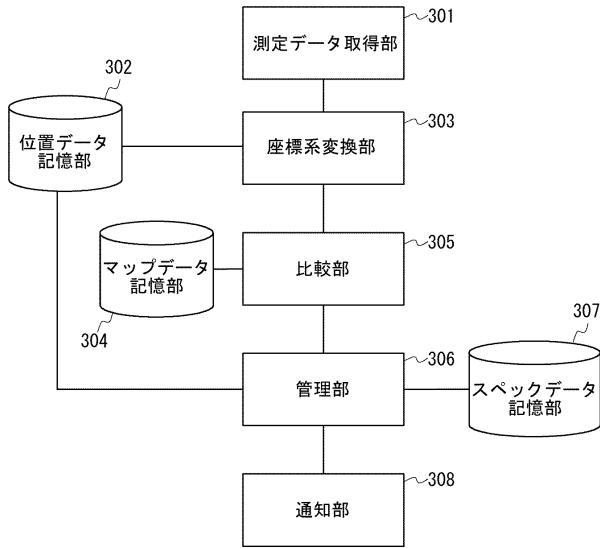 301
測定データ取得部
302
位置データ
記憶部
303
座標系変換部
305
比較部
マップデータ
記憶部
304
306
管理部
307
スペックデータ
記憶部
308
通知部